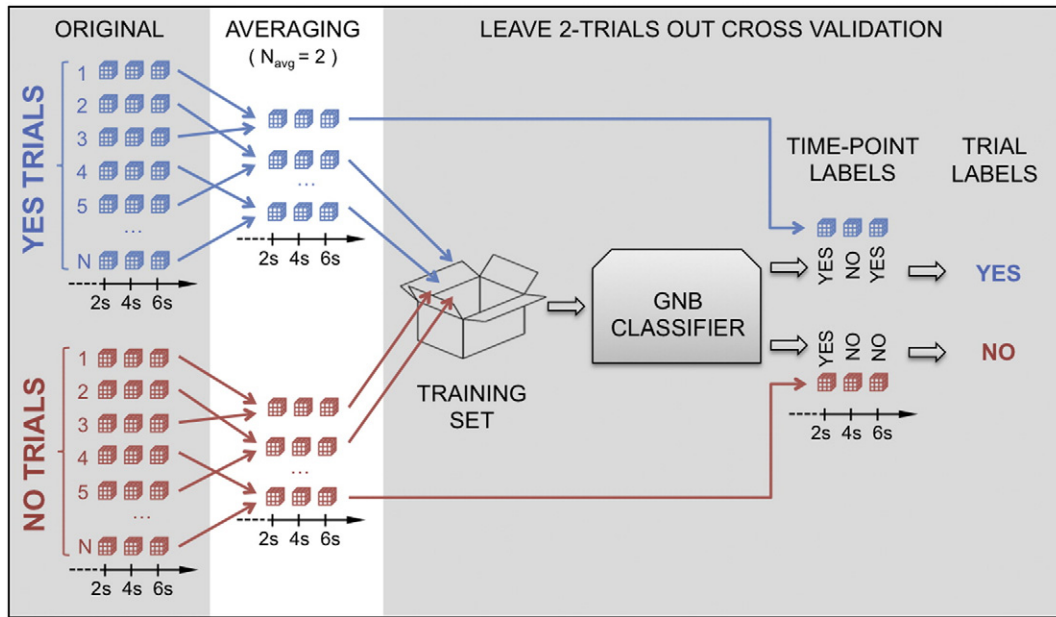 ORIGINAL
AVERAGING
( Navg = 2 )
LEAVE 2-TRIALS OUT CROSS VALIDATION
YES TRIALS
1
2
3
4
5
...
N
2s 4s 6s
...
2s 4s 6s
NO TRIALS
1
2
3
4
5
...
N
2s 4s 6s
...
2s 4s 6s
TRAINING
SET
GNB
CLASSIFIER
TIME-POINT
LABELS
TRIAL
LABELS
YES NO YES
YES
YES NO NO
NO
2s 4s 6s